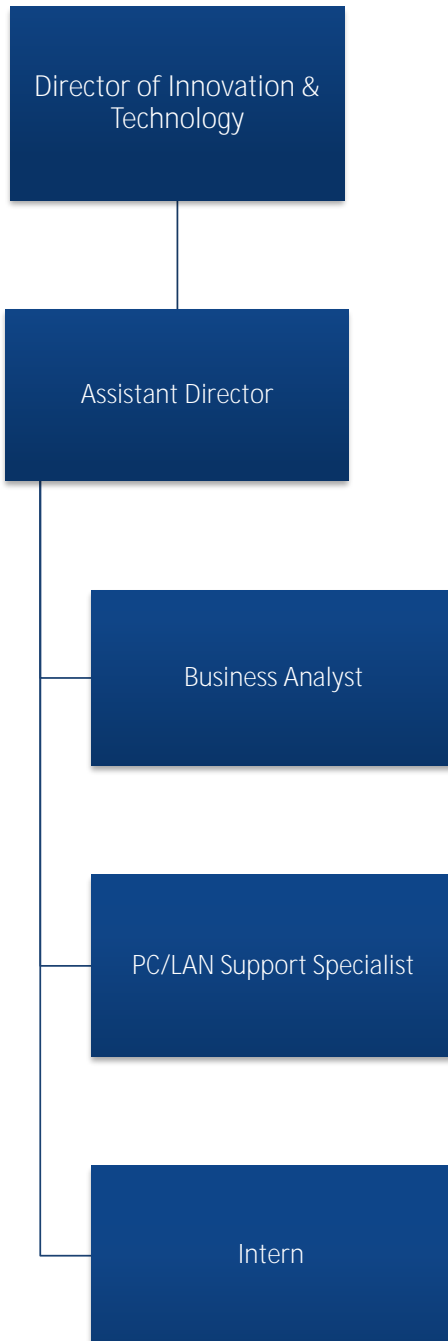 Director of Innovation &
Technology
Assistant Director
Business Analyst
PC/LAN Support Specialist
Intern